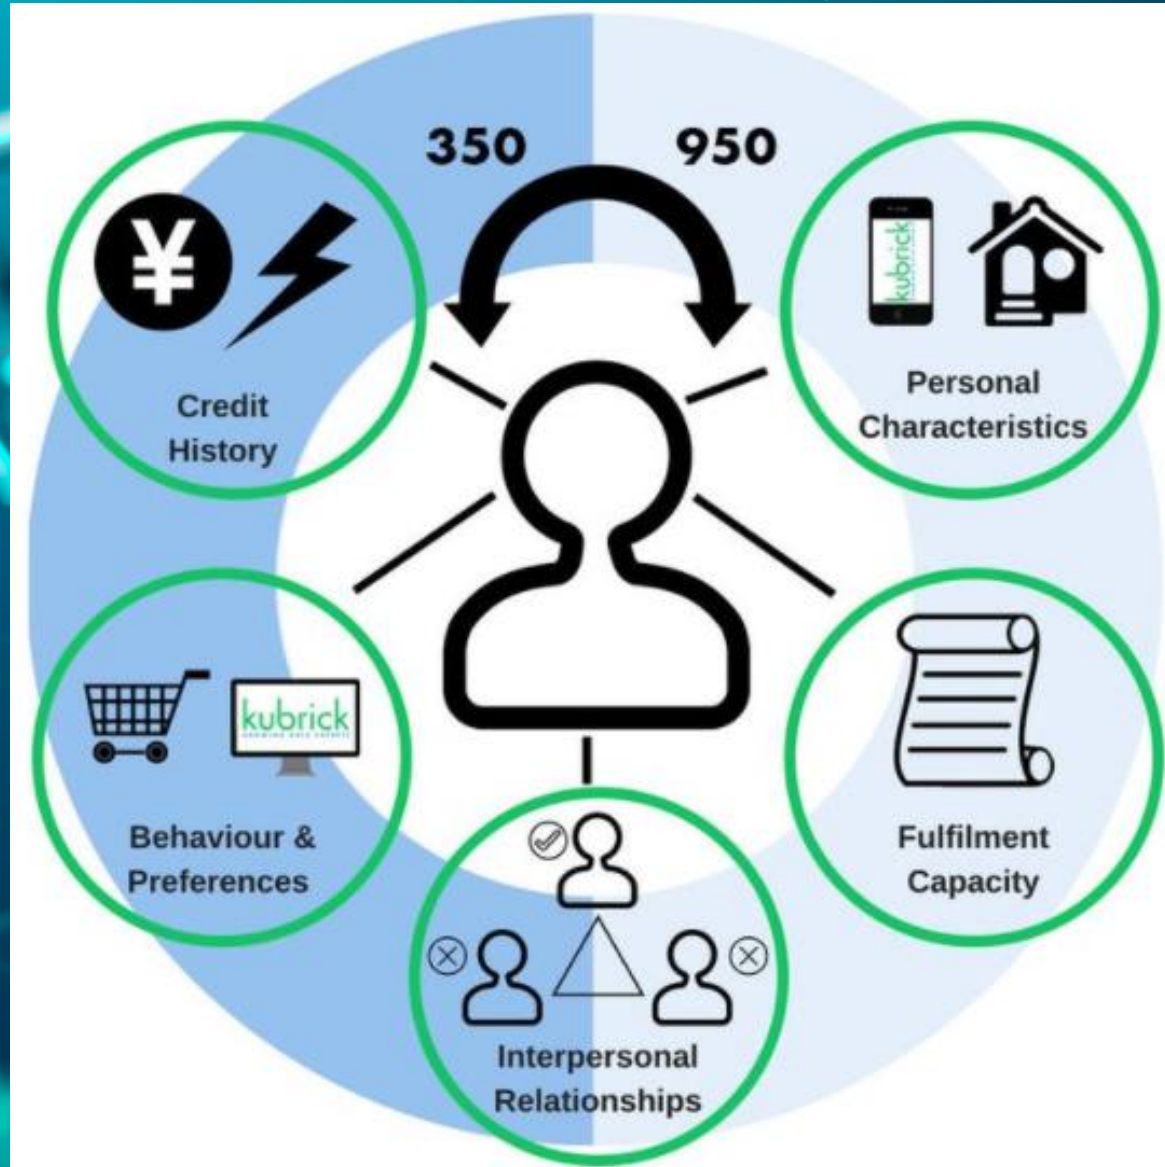 350
950
¥
Credit
History
kubrick
Personal
Characteristics
kubrick
Behaviour &
Preferences
Fulfilment
Capacity
Interpersonal
Relationships